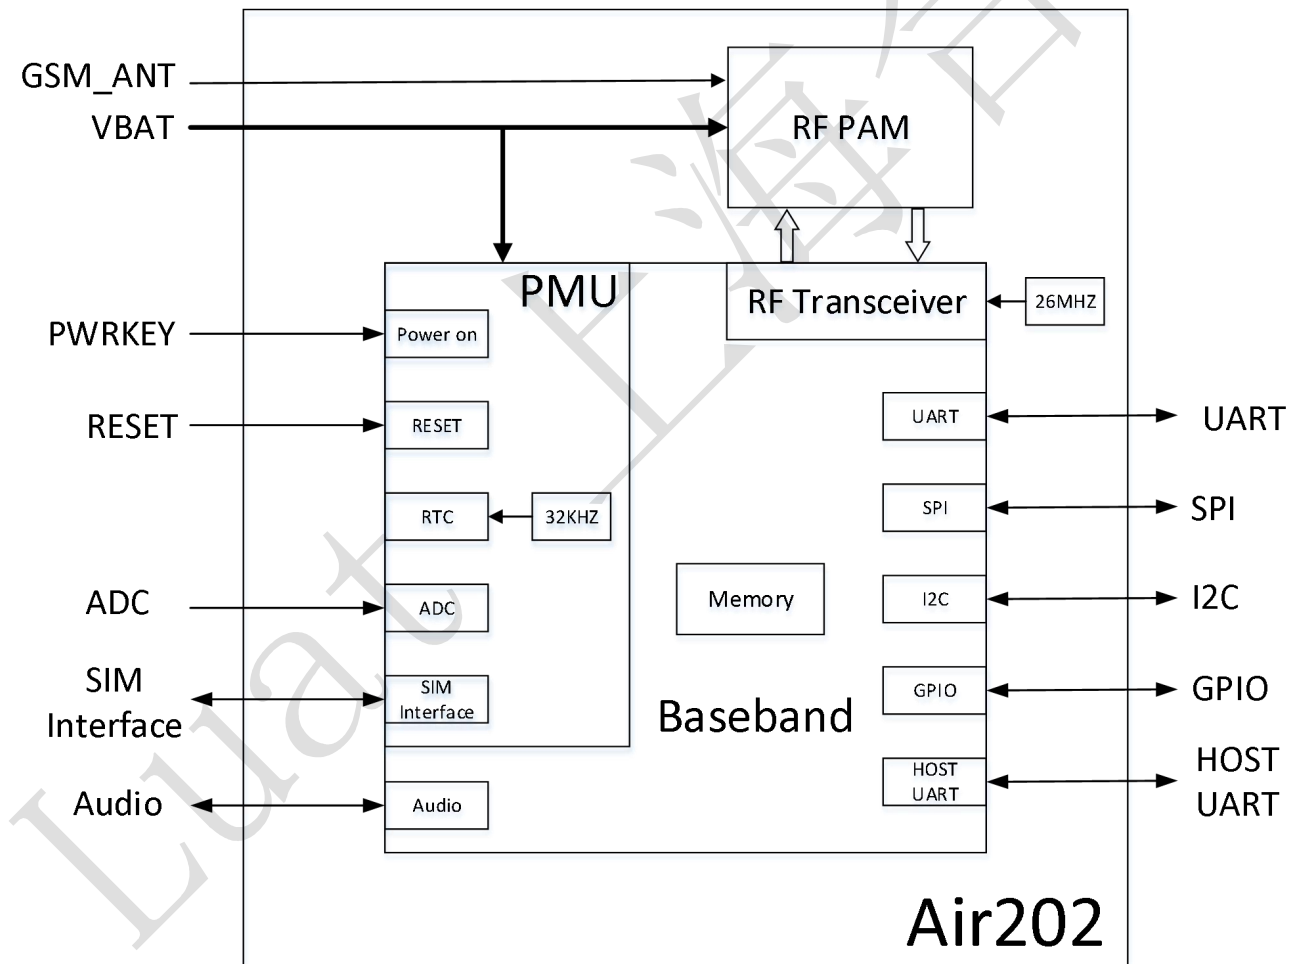 GSM_ANT
VBAT
RF PAM
PMU
RF Transceiver
26MHZ
PWRKEY
Power on
RESET
RESET
UART
UART
RTC
32KHZ
SPI
SPI
ADC
ADC
Memory
I2C
I2C
SIM
Interface
SIM
Interface
GPIO
GPIO
Baseband
HOST
UART
HOST
UART
Audio
Audio
Air202
Luat 上海合